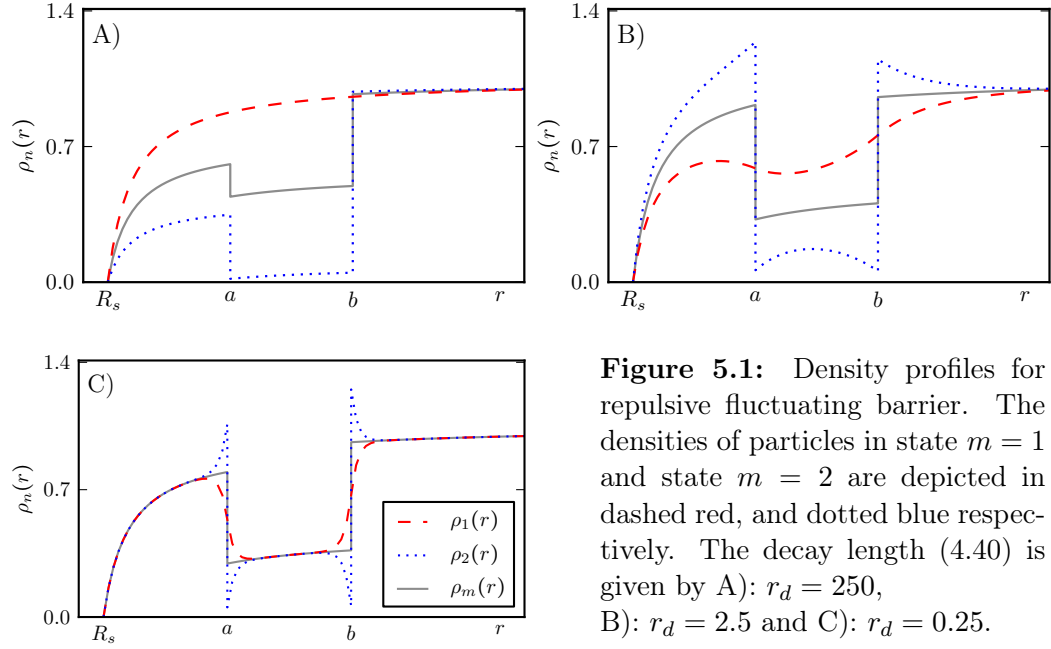 1.4
A)
0.7
ρn(r)
0.0
Rs a b r
1.4
B)
0.7
ρn(r)
0.0
Rs a b r
1.4
C)
0.7
ρn(r)
0.0
Rs a b r
ρ1(r)
ρ2(r)
ρm(r)
Figure 5.1: Density profiles for
repulsive fluctuating barrier. The
densities of particles in state m = 1
and state m = 2 are depicted in
dashed red, and dotted blue respec-
tively. The decay length (4.40) is
given by A): rd = 250,
B): rd = 2.5 and C): rd = 0.25.